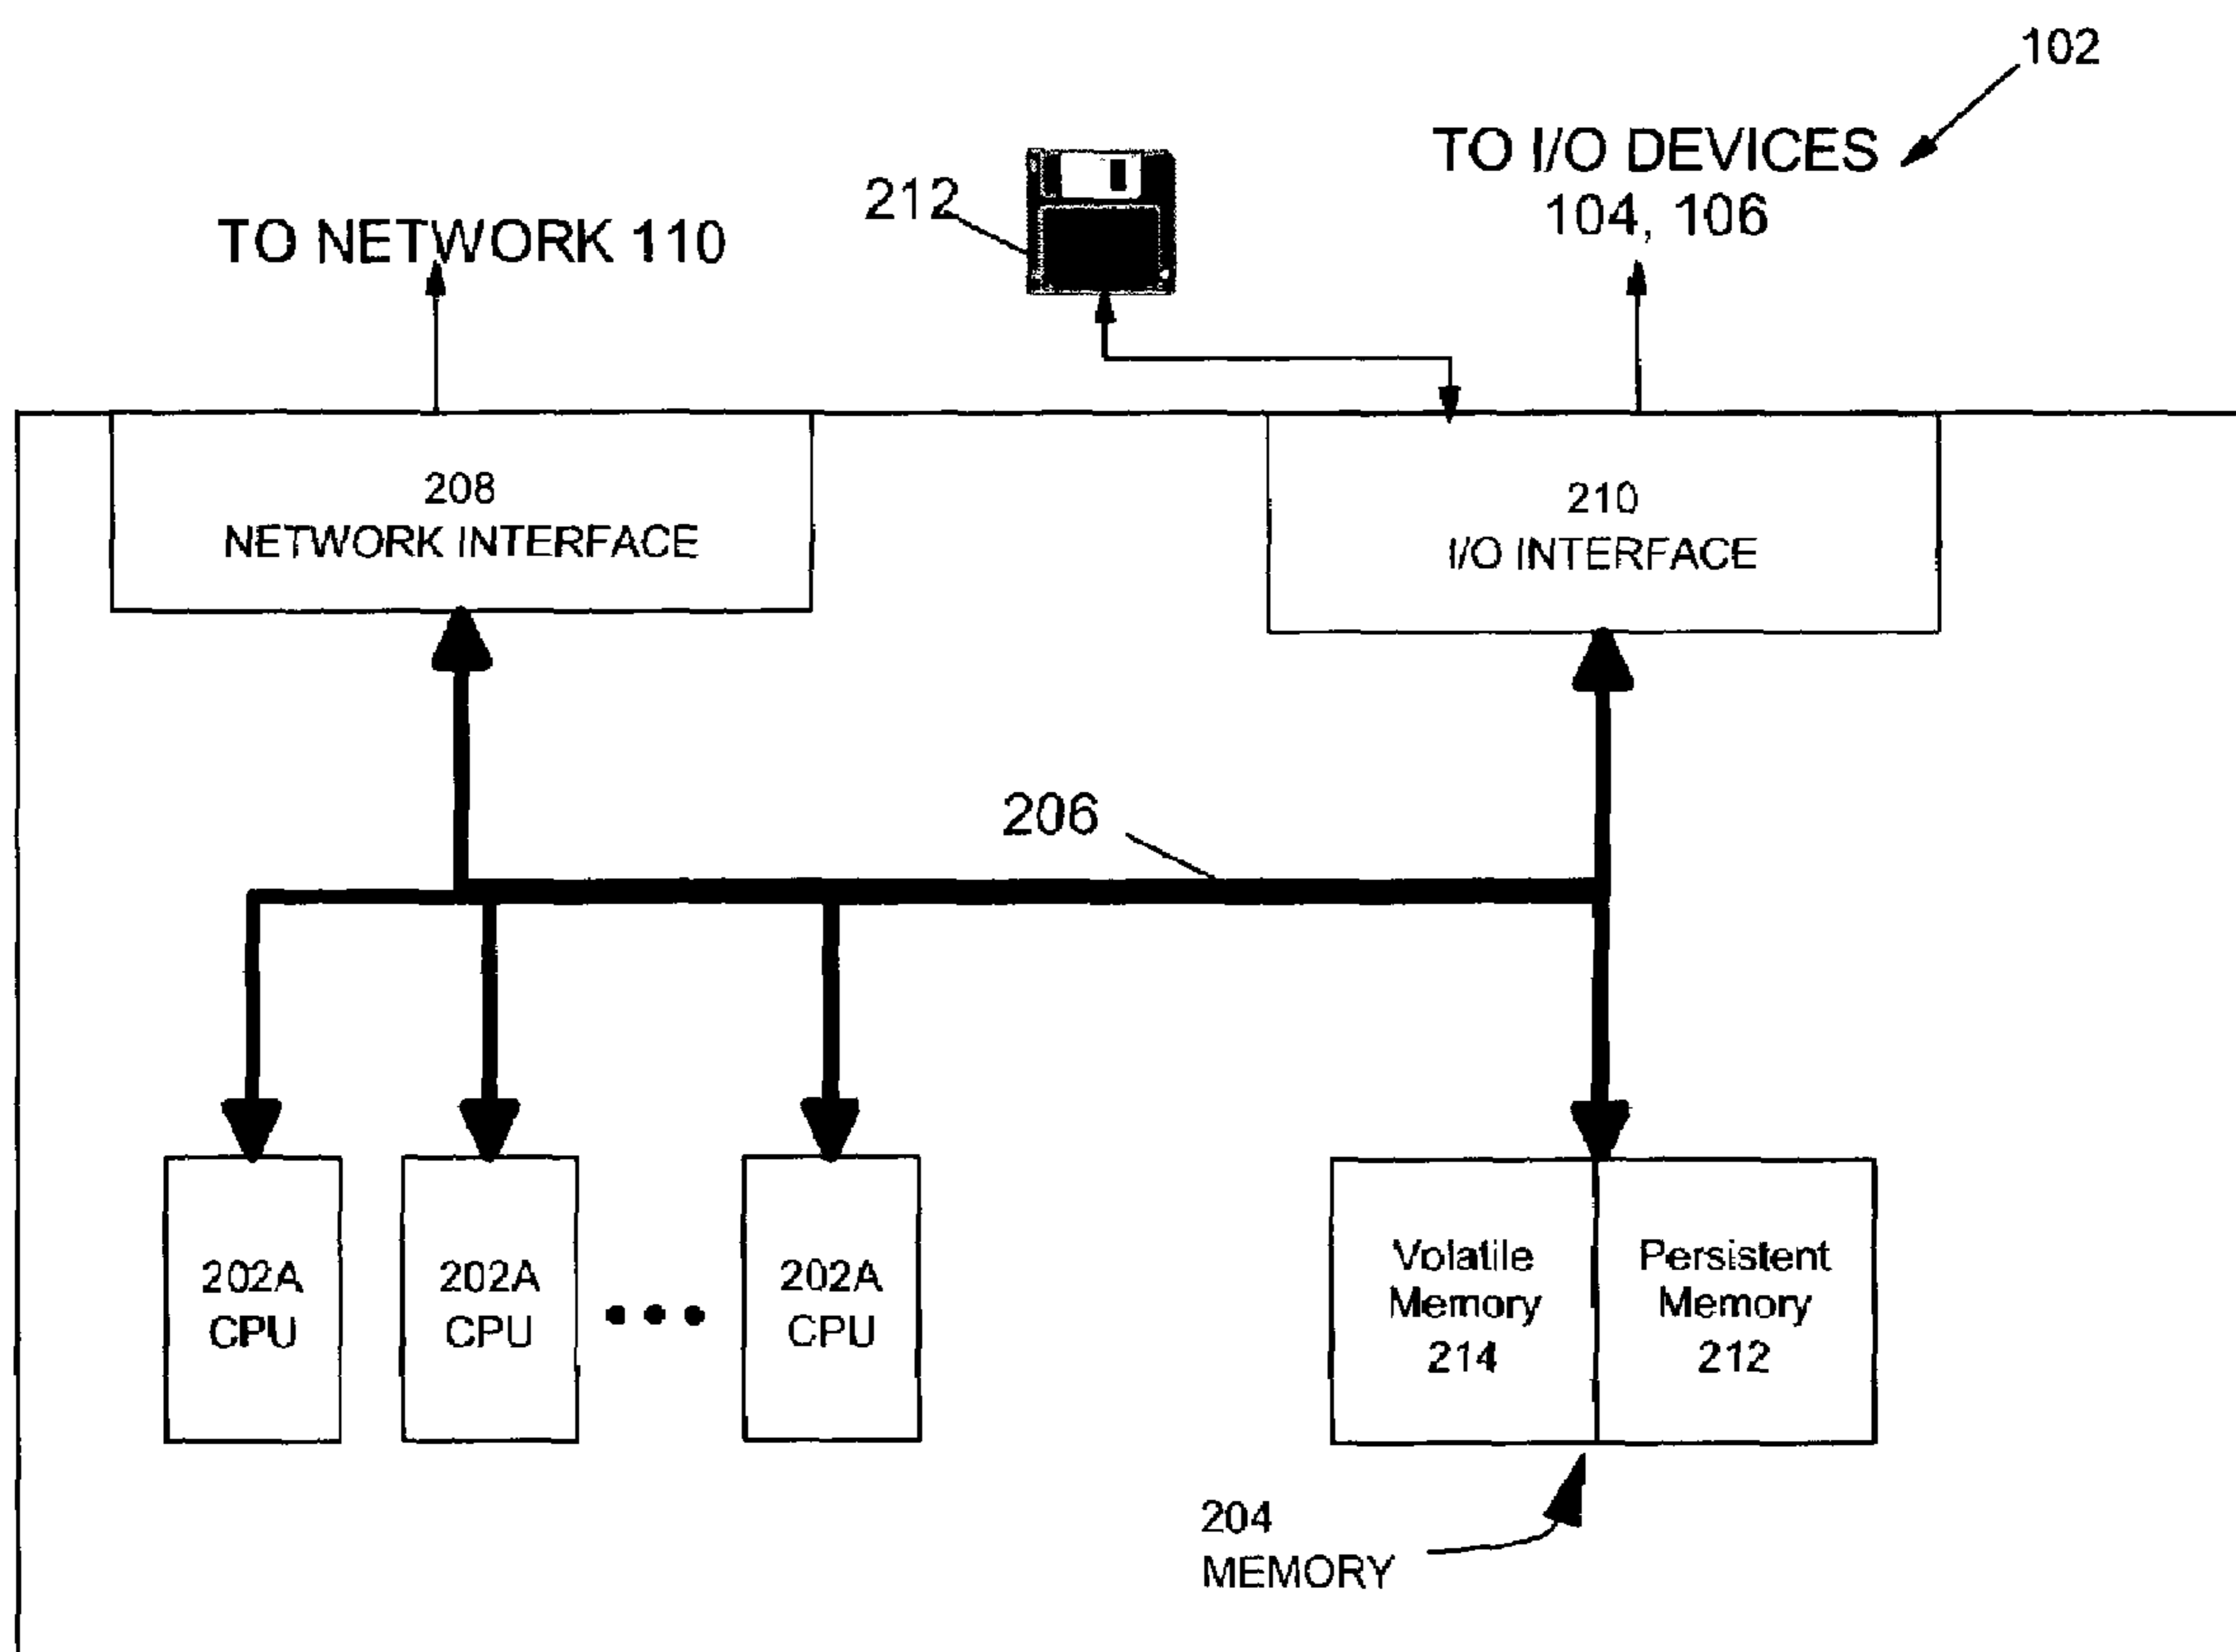 102
TO I/O DEVICES
104, 106
212
TO NETWORK 110
208
NETWORK INTERFACE
210
I/O INTERFACE
206
202A
CPU
202A
CPU
202A
CPU
Volatile
Memory
214
Persistent
Memory
212
204
MEMORY